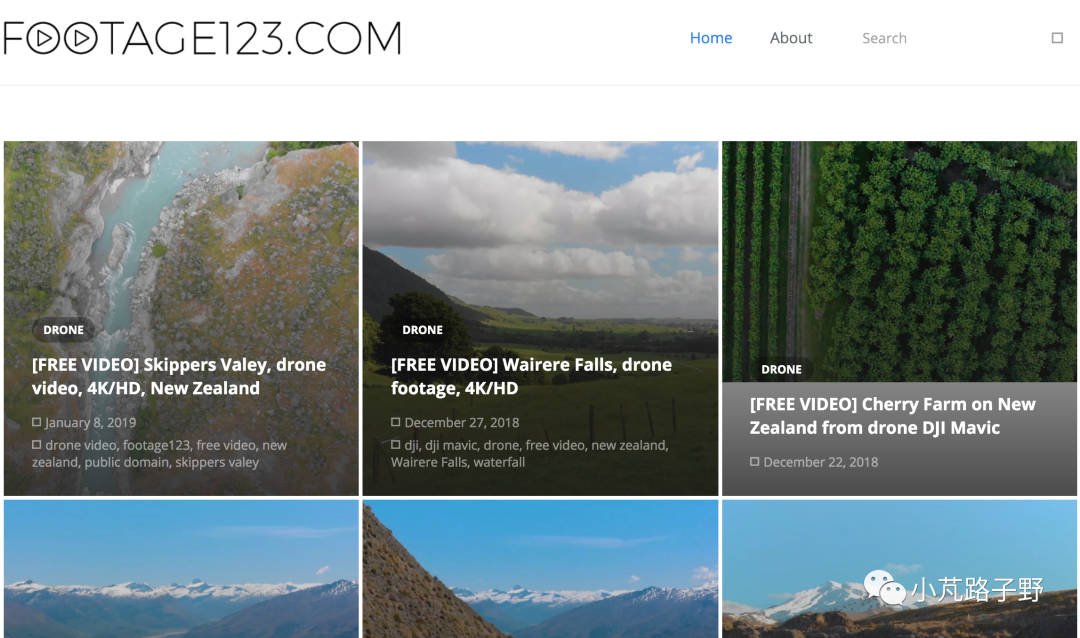 FOOTAGE123.COM
Home About Search
DRONE
[FREE VIDEO] Skippers Valey, drone
video, 4K/HD, New Zealand
January 8, 2019
drone video, footage123, free video, new
zealand, public domain, skippers valey
DRONE
[FREE VIDEO] Wairere Falls, drone
footage, 4K/HD
December 27, 2018
dji, dji mavic, drone, free video, new zealand,
Wairere Falls, waterfall
DRONE
[FREE VIDEO] Cherry Farm on New
Zealand from drone DJI Mavic
December 22, 2018
小芃路子野